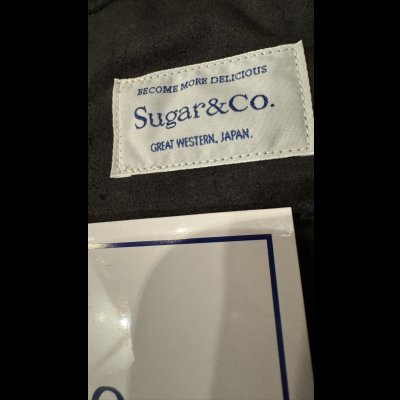 BECOME MORE DELICIOUS
Sugar&Co.
GREAT WESTERN, JAPAN.